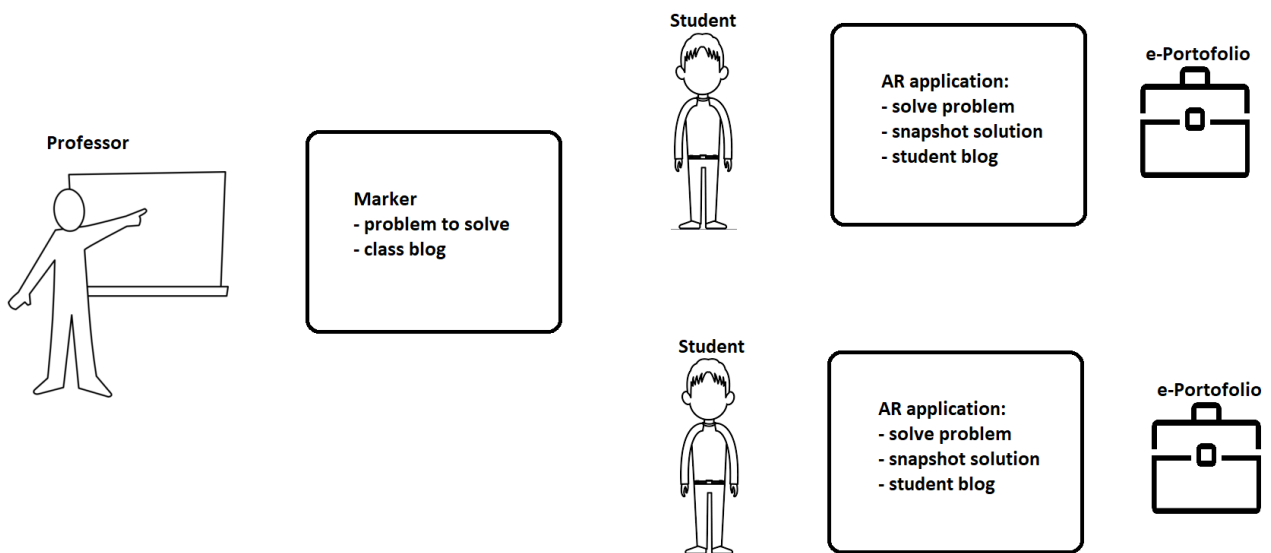 Professor
Marker
- problem to solve
- class blog
Student
AR application:
- solve problem
- snapshot solution
- student blog
e-Portofolio
Student
AR application:
- solve problem
- snapshot solution
- student blog
e-Portofolio